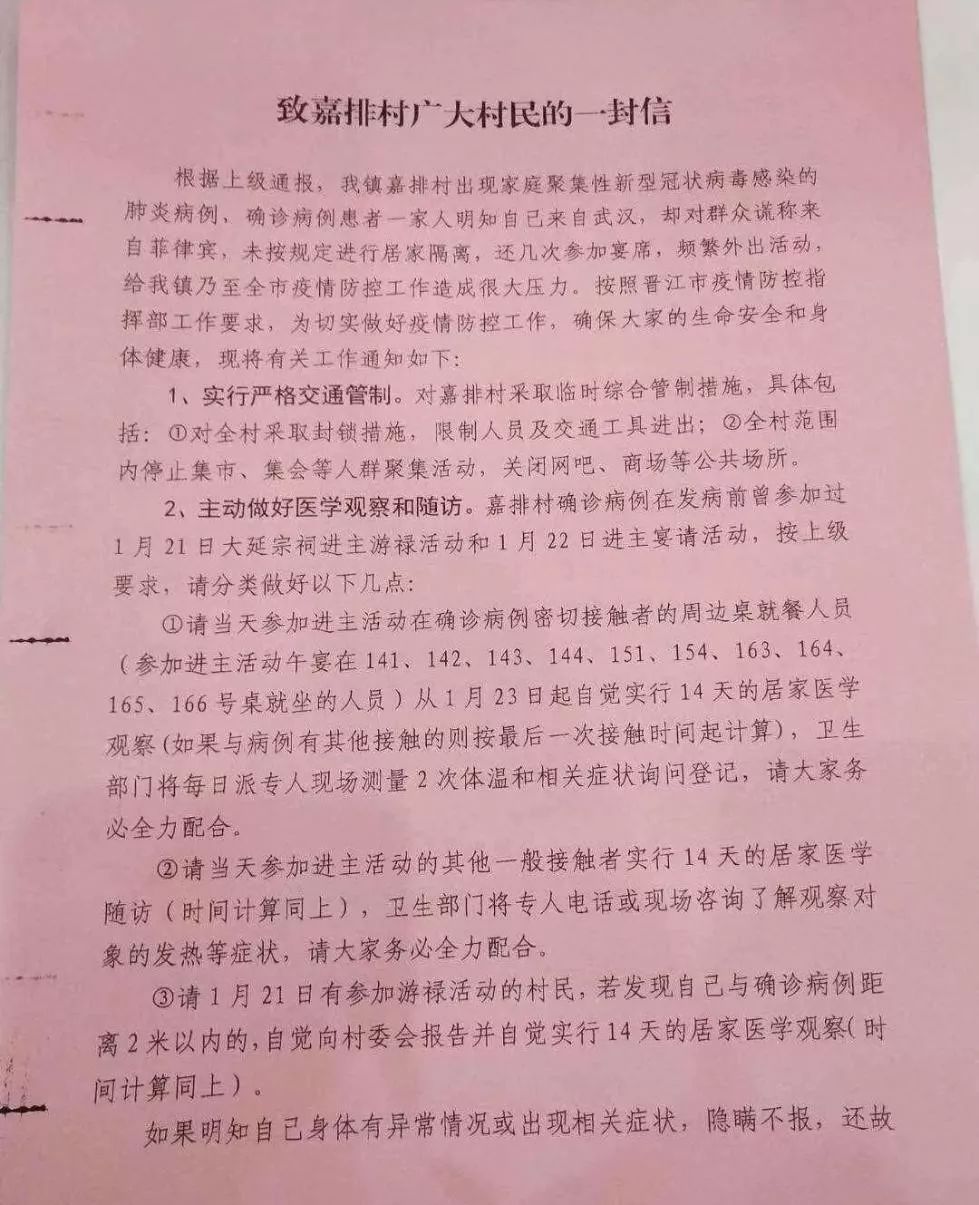 致嘉排村广大村民的一封信
根据上级通报，我镇嘉排村出现家庭聚集性新型冠状病毒感染的
肺炎病例、确诊病例患者一家人明知自己来自武汉，却对群众谎称来
自菲律宾，未按规定进行居家隔离，还几次参加宴席，频繁外出活动，
给我镇乃至全市疫情防控工作造成很大压力。按照晋江市疫情防控指
挥部工作要求，为切实做好疫情防控工作，确保大家的生命安全和身
体健康，现将有关工作通知如下：
1、实行严格交通管制。对嘉排村采取临时综合管制措施，具体包
括：①对全村采取封锁措施，限制人员及交通工具进出；②全村范围
内停止集市、集会等人群聚集活动，关闭网吧、商场等公共场所。
2、主动做好医学观察和随访。嘉排村确诊病例在发病前曾参加过
1月21日大延宗祠进主游禄活动和1月22日进主宴请活动，按上级
要求，请分类做好以下几点：
①请当天参加进主活动在确诊病例密切接触者的周边桌就餐人员
（参加进主活动午宴在141、142、143、144、151、154、163、164、
165、166号桌就坐的人员）从1月23日起自觉实行14天的居家医学
观察(如果与病例有其他接触的则按最后一次接触时间起计算)，卫生
部门将每日派专人现场测量2次体温和相关症状询问登记，请大家务
必全力配合。
②请当天参加进主活动的其他一般接触者实行14天的居家医学
随访（时间计算同上），卫生部门将专人电话或现场咨询了解观察对
象的发热等症状，请大家务必全力配合。
③请1月21日有参加游禄活动的村民，若发现自己与确诊病例距
离2米以内的，自觉向村委会报告并自觉实行14天的居家医学观察（时
间计算同上）。
如果明知自己身体有异常情况或出现相关症状，隐瞒不报，还故